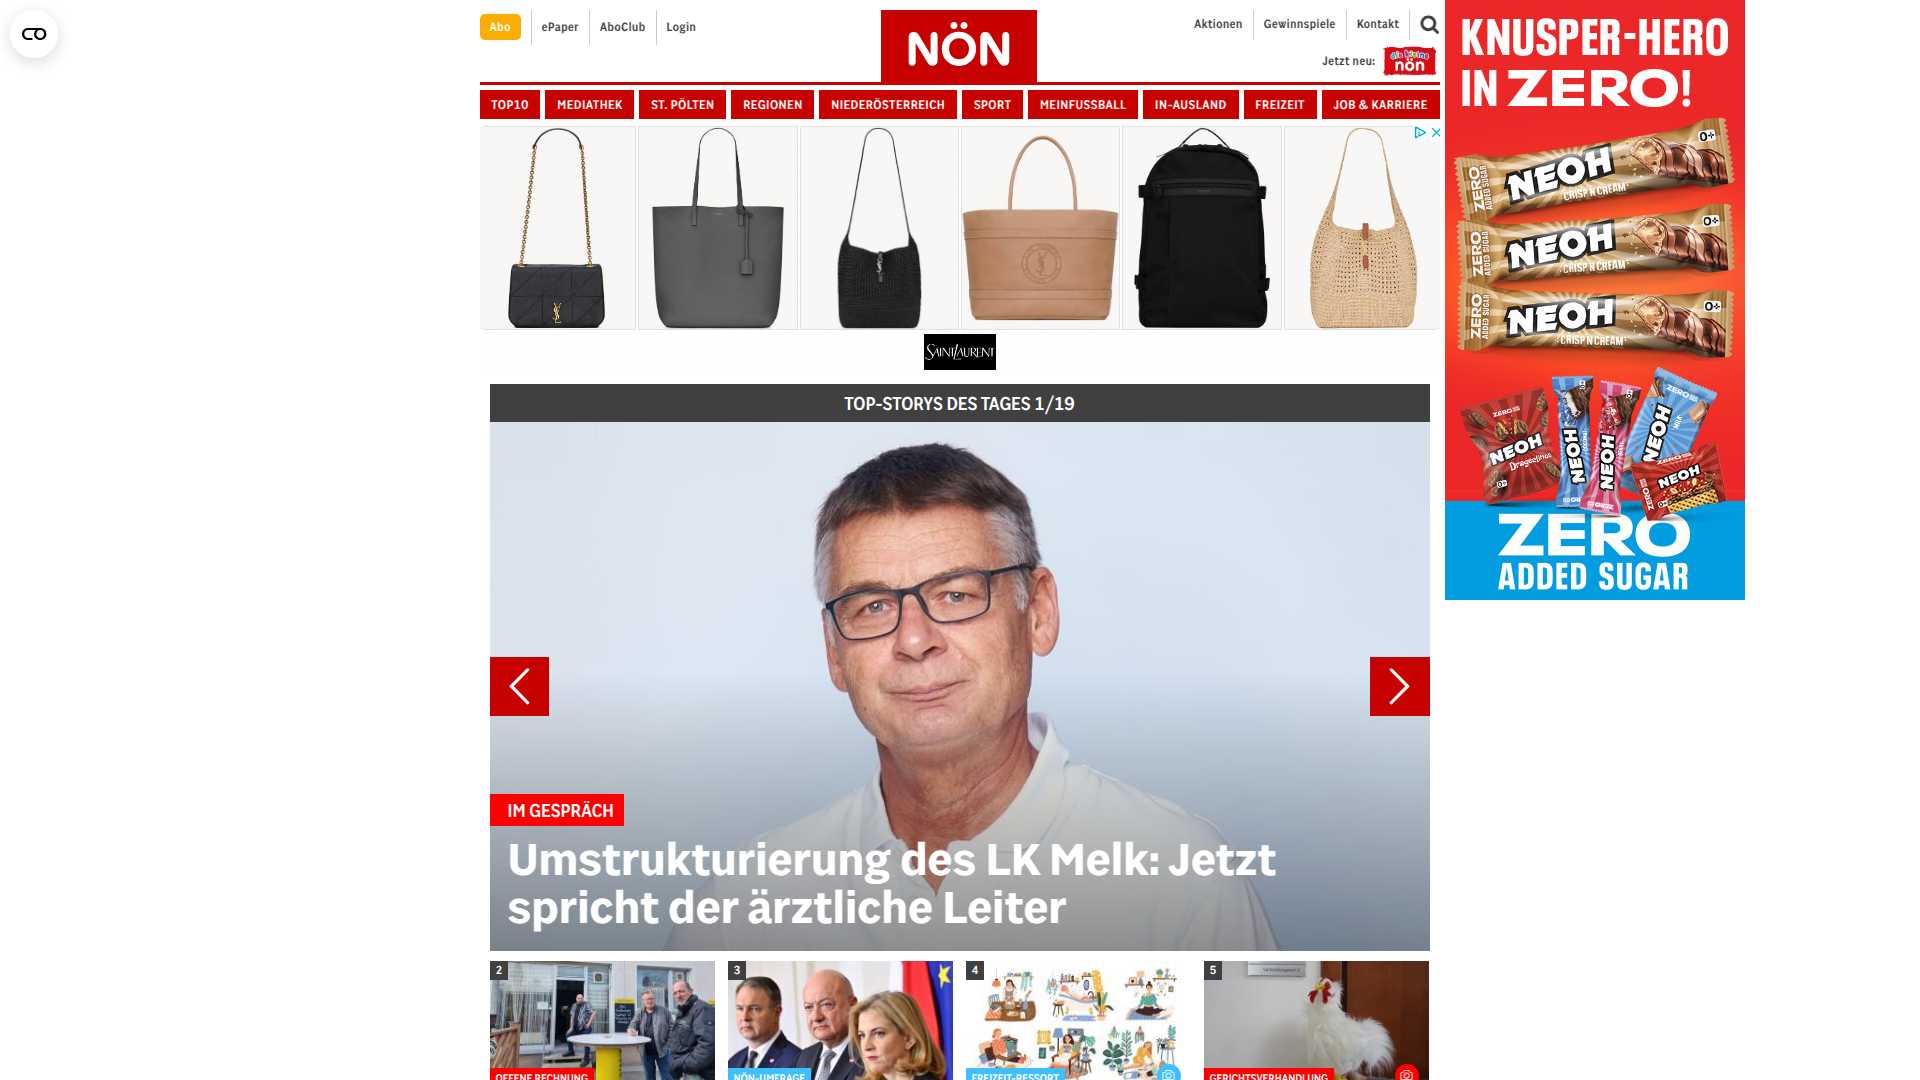 Abo
ePaper
AboClub
Login
NÖN
Aktionen
Gewinnspiele
Kontakt
Jetzt neu:
die kleine
nön
TOP10
MEDIATHEK
ST. PÖLTEN
REGIONEN
NIEDERÖSTERREICH
SPORT
MEINFUSSBALL
IN-AUSLAND
FREIZEIT
JOB & KARRIERE
SAINT LAURENT
TOP-STORYS DES TAGES 1/19
IM GESPRÄCH
Umstrukturierung des LK Melk: Jetzt
spricht der ärztliche Leiter
2
OFFENE RECHNUNG
3
NÖN-UMFRAGE
4
FREIZEIT-RESSORT
5
GERICHTSVERHANDLUNG
KNUSPER-HERO
IN ZERO!
ZERO
ADDED SUGAR
NEOH
CRISP'N'CREAM
ZERO
ADDED SUGAR
NEOH
CRISP'N'CREAM
ZERO
ADDED SUGAR
NEOH
CRISP'N'CREAM
NEOH
NEOH
NEOH
NEOH
NEOH
ZERO
ADDED SUGAR